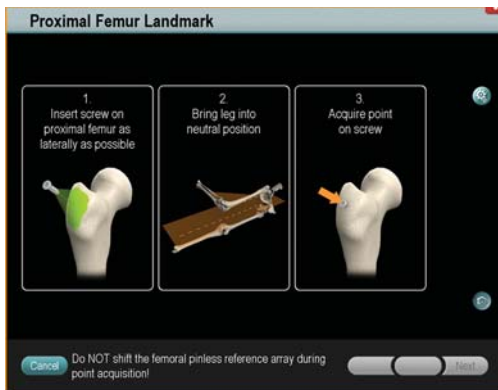 Proximal Femur Landmark
1.
Insert screw on
proximal femur as
laterally as possible
2.
Bring leg into
neutral position
3.
Acquire point
on screw
Cancel
Do NOT shift the femoral pinless reference array during
point acquisition!
Next